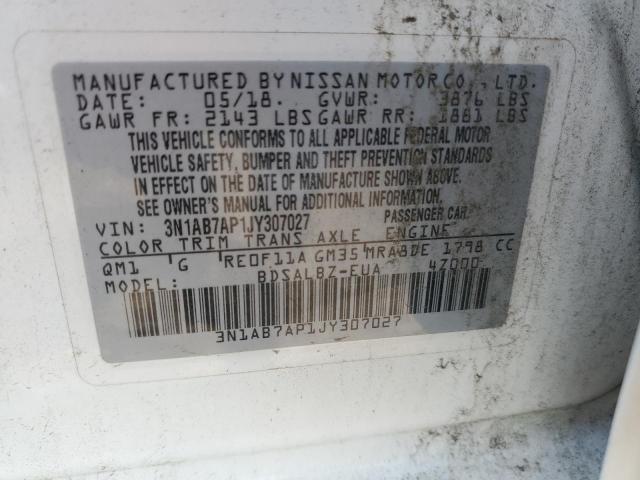 MANUFACTURED BY NISSAN MOTOR CO., LTD.
DATE: 05/18. GVWR: 3876 LBS
GAWR FR: 2143 LBS GAWR RR: 1881 LBS
THIS VEHICLE CONFORMS TO ALL APPLICABLE FEDERAL MOTOR
VEHICLE SAFETY, BUMPER AND THEFT PREVENTION STANDARDS
IN EFFECT ON THE DATE OF MANUFACTURE SHOWN ABOVE.
SEE OWNER'S MANUAL FOR ADDITIONAL INFORMATION.
VIN: 3N1AB7AP1JY307027 PASSENGER CAR
COLOR TRIM TRANS AXLE ENGINE
QM1 G RE0F11A GM35 MRA8DE 1798 CC
MODEL: BDSALBZ-EUA 47000
3N1AB7AP1JY307027